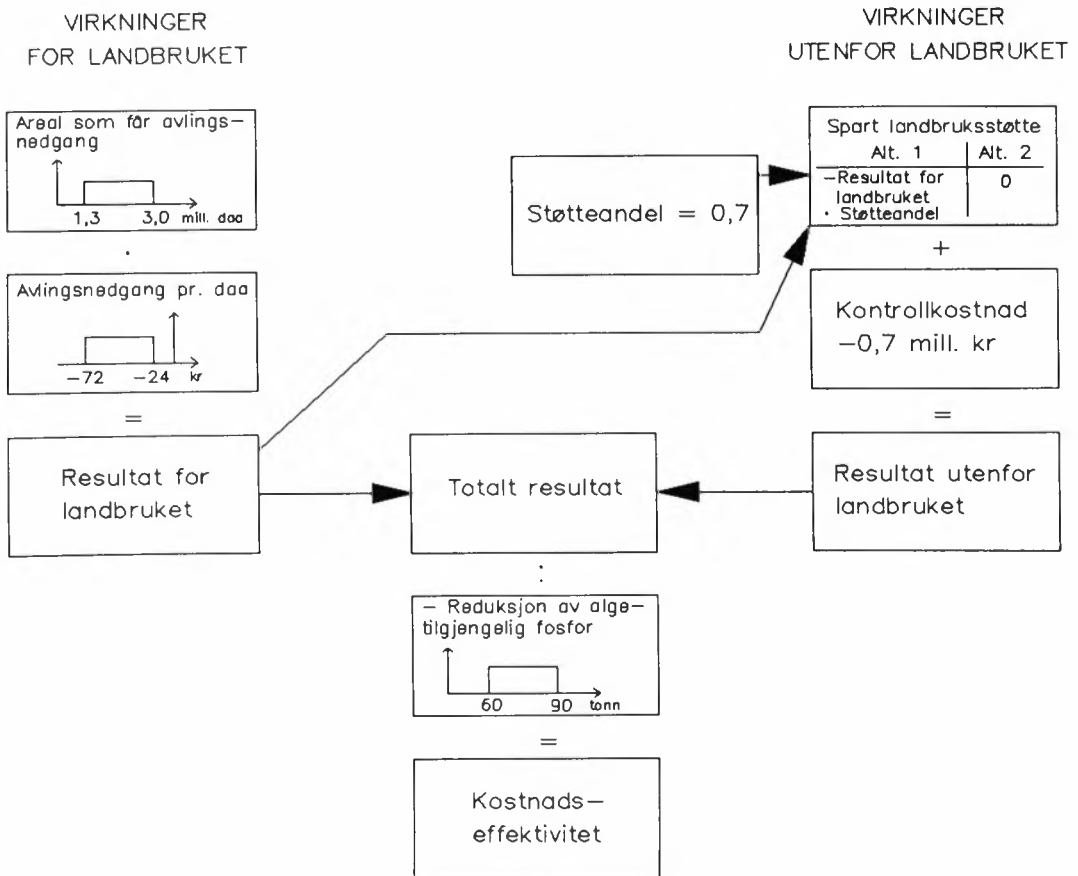 VIRKNINGER
FOR LANDBRUKET
VIRKNINGER
UTENFOR LANDBRUKET
Areal som får avlings–
nedgang
1,3 3,0 mill. daa
·
Avlingsnedgang pr. daa
−72 −24 kr
=
Resultat for
landbruket
Støtteandel = 0,7
Spart landbruksstøtte
Alt. 1 Alt. 2
−Resultat for 0
landbruket
· Støtteandel
+
Kontrollkostnad
−0,7 mill. kr
=
Resultat utenfor
landbruket
Totalt resultat
:
− Reduksjon av alge–
tilgjengelig fosfor
60 90 tonn
=
Kostnads–
effektivitet